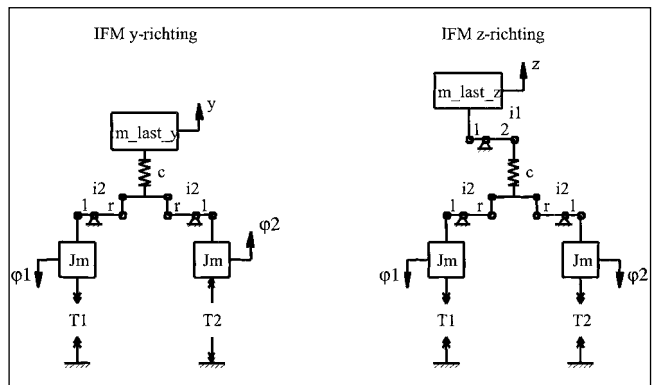 IFM y-richting
IFM z-richting
z
m_last_z
y
i1
m_last_y
1 2
c
c
i2 i2
i2 i2
1 r r 1
1 r r 1
φ2
Jm Jm
Jm Jm
φ1
φ1 φ2
T1 T2
T1 T2